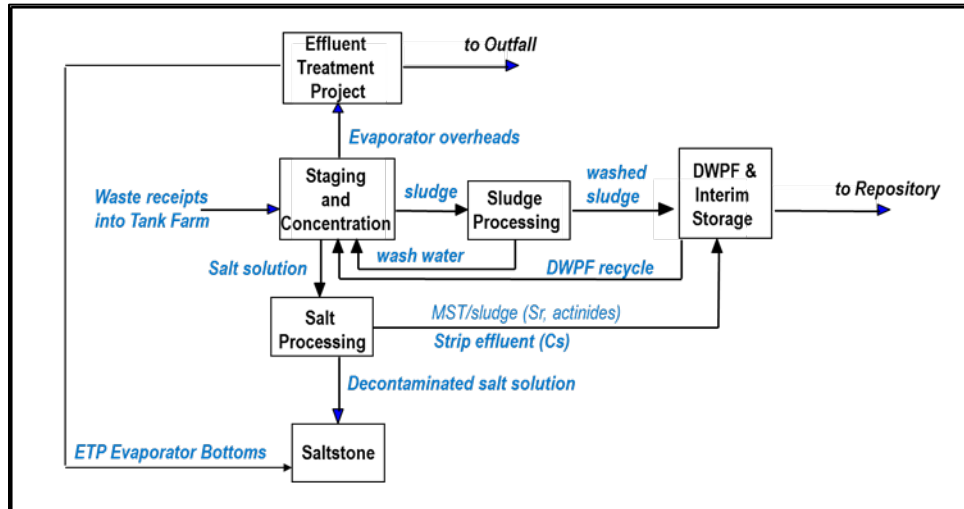 Effluent
Treatment
Project
to Outfall
Evaporator overheads
Waste receipts
into Tank Farm
Staging
and
Concentration
sludge
Sludge
Processing
washed
sludge
DWPF &
Interim
Storage
to Repository
wash water
DWPF recycle
Salt solution
Salt
Processing
MST/sludge (Sr, actinides)
Strip effluent (Cs)
Decontaminated salt solution
ETP Evaporator Bottoms
Saltstone